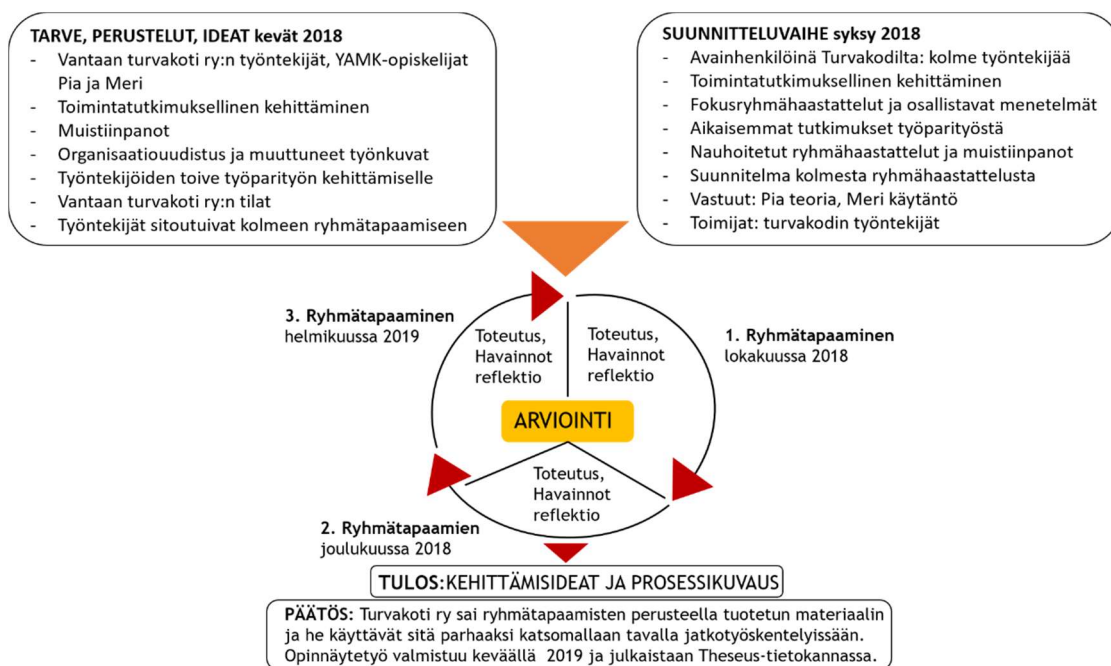 TARVE, PERUSTELUT, IDEAT kevät 2018
- Vantaan turvakoti ry:n työntekijät, YAMK-opiskelijat
Pia ja Meri
- Toimintatutkimuksellinen kehittäminen
- Muistiinpanot
- Organisaatiouudistus ja muuttuneet työnkuvat
- Työntekijöiden toive työparityön kehittämiselle
- Vantaan turvakoti ry:n tilat
- Työntekijät sitoutuivat kolmeen ryhmätapaamiseen
SUUNNITTELUVAIHE syksy 2018
- Avainhenkilöinä Turvakodilta: kolme työntekijää
- Toimintatutkimuksellinen kehittäminen
- Fokusryhmähaastattelut ja osallistavat menetelmät
- Aikaisemmat tutkimukset työparityöstä
- Nauhoitetut ryhmähaastattelut ja muistiinpanot
- Suunnitelma kolmesta ryhmähaastattelusta
- Vastuut: Pia teoria, Meri käytäntö
- Toimijat: turvakodin työntekijät
3. Ryhmätapaaminen
helmikuussa 2019
Toteutus,
Havainnot
reflektio
Toteutus,
Havainnot
reflektio
1. Ryhmätapaaminen
lokakuussa 2018
ARVIOINTI
Toteutus,
Havainnot
reflektio
2. Ryhmätapaamien
joulukuussa 2018
TULOS:KEHITTÄMISIDEAT JA PROSESSIKUVAUS
PÄÄTÖS: Turvakoti ry sai ryhmätapaamisten perusteella tuotetun materiaalin
ja he käyttävät sitä parhaaksi katsomallaan tavalla jatkotyöskentelyissään.
Opinnäytetyö valmistuu keväällä 2019 ja julkaistaan Theseus-tietokannassa.